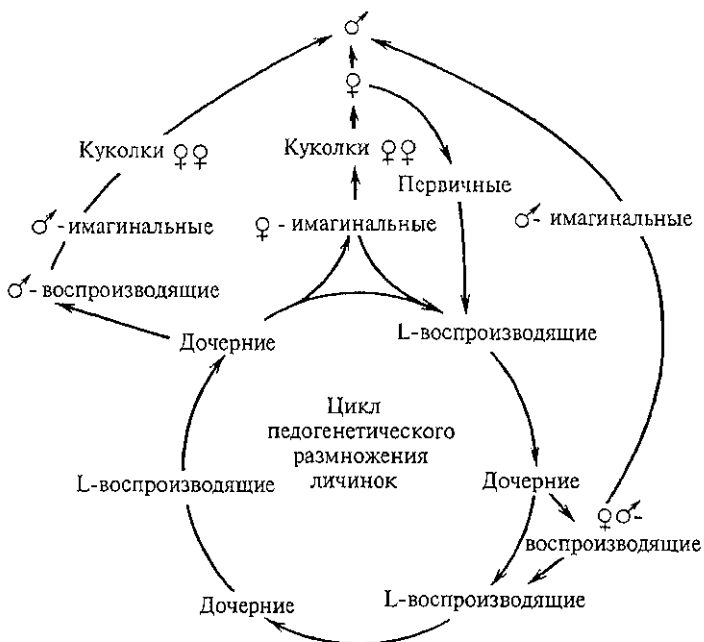 ♂
♀
Куколки ♀♀
Куколки ♀♀
Первичные
♂-имагинальные
♀ - имагинальные
♂- имагинальные
♂-воспроизводящие
Дочерние
L-воспроизводящие
Цикл
педогенетического
размножения
личинок
L-воспроизводящие
Дочерние
♀♂-
воспроизводящие
Дочерние
L-воспроизводящие